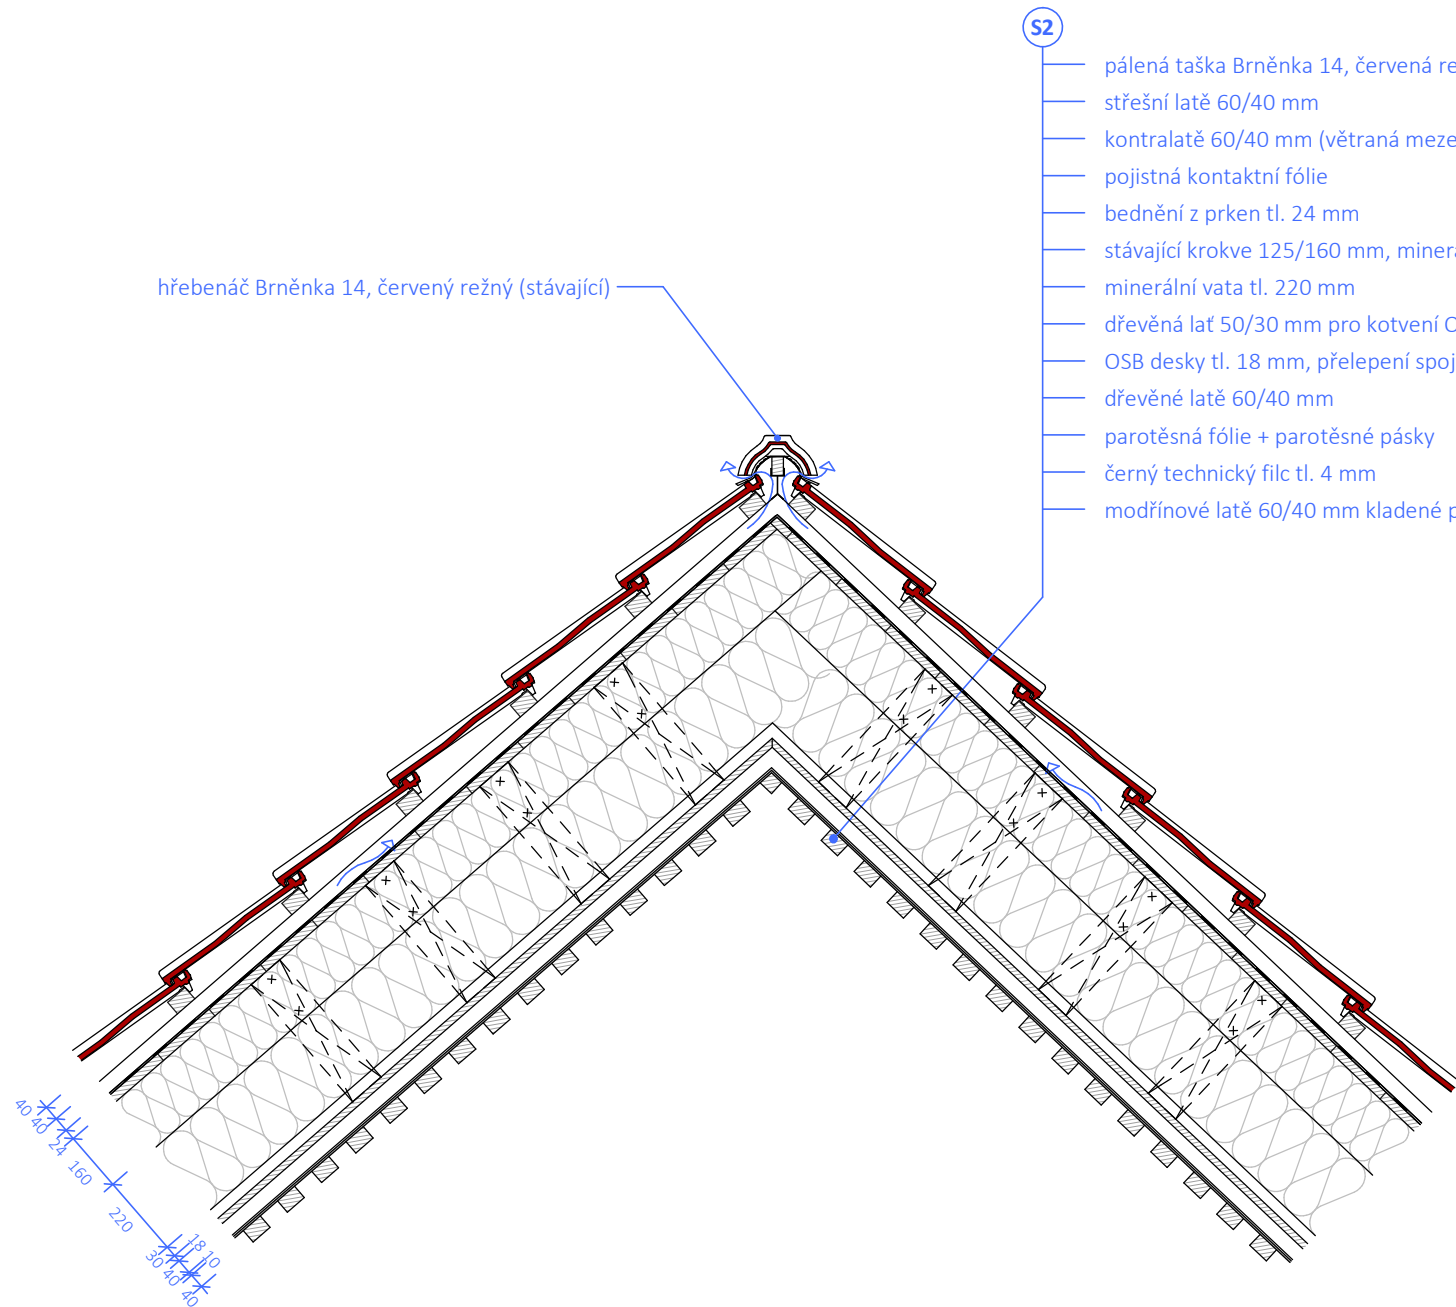 S2
pálená taška Brněnka 14, červená re
střešní latě 60/40 mm
kontralatě 60/40 mm (větraná meze
pojistná kontaktní fólie
bednění z prken tl. 24 mm
stávající krokve 125/160 mm, minerá
minerální vata tl. 220 mm
dřevěná lať 50/30 mm pro kotvení O
OSB desky tl. 18 mm, přelepení spoj
dřevěné latě 60/40 mm
parotěsná fólie + parotěsné pásky
černý technický filc tl. 4 mm
modřínové latě 60/40 mm kladené p
hřebenáč Brněnka 14, červený režný (stávající)
40
40
24
160
220
30
18
40
10
40